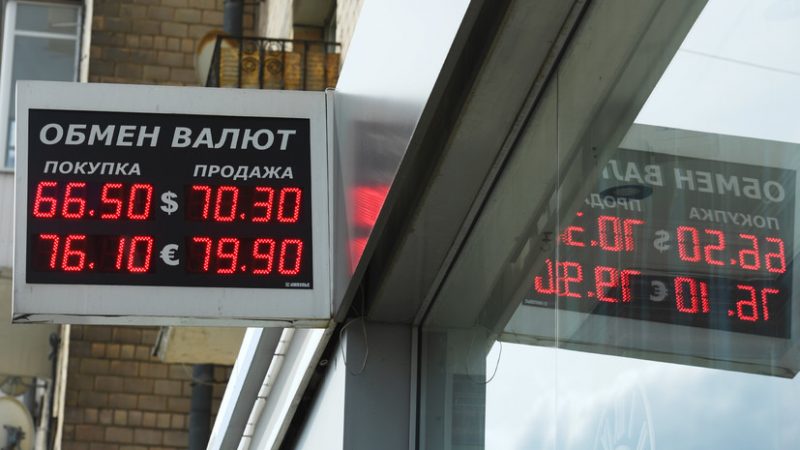 ОБМЕН ВАЛЮТ
ПОКУПКА ПРОДАЖА
66.50 $ 70.30
76.10 € 79.90